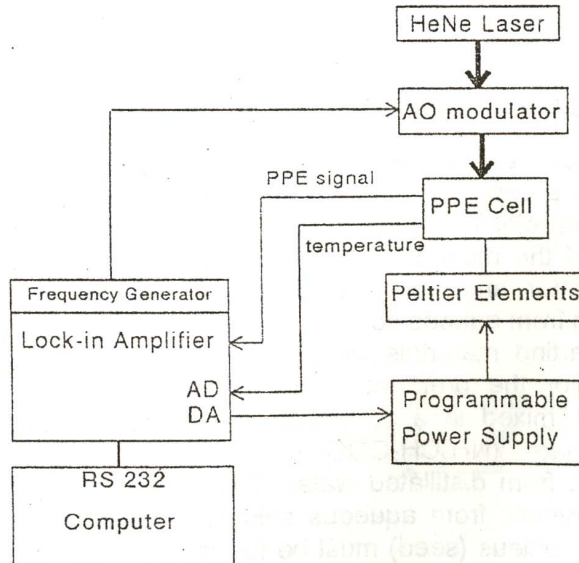 HeNe Laser
AO modulator
PPE signal
PPE Cell
temperature
Frequency Generator
Peltier Elements
Lock-in Amplifier
AD
DA
Programmable
Power Supply
RS 232
Computer